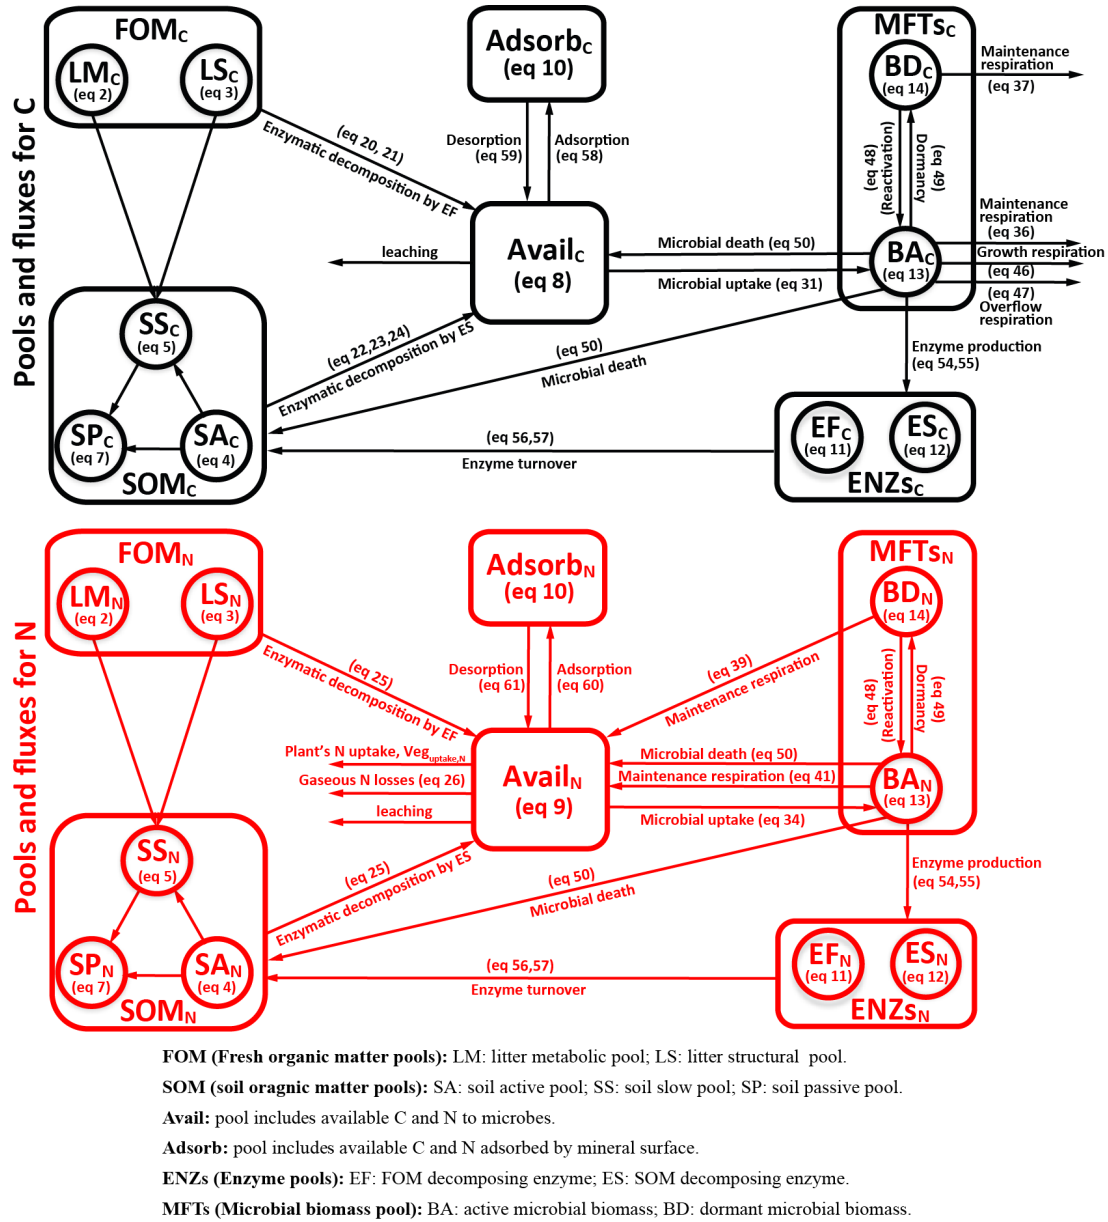 Pools and fluxes for C
FOMC
LMC
(eq 2)
LSC
(eq 3)
AdsorbC
(eq 10)
MFTsC
BDC
(eq 14)
Maintenance
respiration
(eq 37)
(eq 20, 21)
Enzymatic decomposition by EF
Desorption
(eq 59)
Adsorption
(eq 58)
(eq 48)
(Reactivation)
Dormancy
(eq 49)
leaching
AvailC
(eq 8)
Microbial death (eq 50)
Microbial uptake (eq 31)
BAC
(eq 13)
Maintenance
respiration
(eq 36)
Growth respiration
(eq 46)
(eq 47)
Overflow
respiration
SSC
(eq 5)
SPC
(eq 7)
SAC
(eq 4)
SOMC
(eq 22,23,24)
Enzymatic decomposition by ES
(eq 50)
Microbial death
Enzyme production
(eq 54,55)
(eq 56,57)
Enzyme turnover
EFC
(eq 11)
ESC
(eq 12)
ENZsC
Pools and fluxes for N
FOMN
LMN
(eq 2)
LSN
(eq 3)
AdsorbN
(eq 10)
MFTsN
BDN
(eq 14)
(eq 25)
Enzymatic decomposition by EF
Desorption
(eq 61)
Adsorption
(eq 60)
(eq 39)
Maintenance respiration
(eq 48)
(Reactivation)
Dormancy
(eq 49)
Plant's N uptake, Veguptake,N
Gaseous N losses (eq 26)
leaching
AvailN
(eq 9)
Microbial death (eq 50)
Maintenance respiration (eq 41)
Microbial uptake (eq 34)
BAN
(eq 13)
SSN
(eq 5)
SPN
(eq 7)
SAN
(eq 4)
SOMN
(eq 25)
Enzymatic decomposition by ES
(eq 50)
Microbial death
Enzyme production
(eq 54,55)
(eq 56,57)
Enzyme turnover
EFN
(eq 11)
ESN
(eq 12)
ENZsN
FOM (Fresh organic matter pools): LM: litter metabolic pool; LS: litter structural pool.
SOM (soil oragnic matter pools): SA: soil active pool; SS: soil slow pool; SP: soil passive pool.
Avail: pool includes available C and N to microbes.
Adsorb: pool includes available C and N adsorbed by mineral surface.
ENZs (Enzyme pools): EF: FOM decomposing enzyme; ES: SOM decomposing enzyme.
MFTs (Microbial biomass pool): BA: active microbial biomass; BD: dormant microbial biomass.